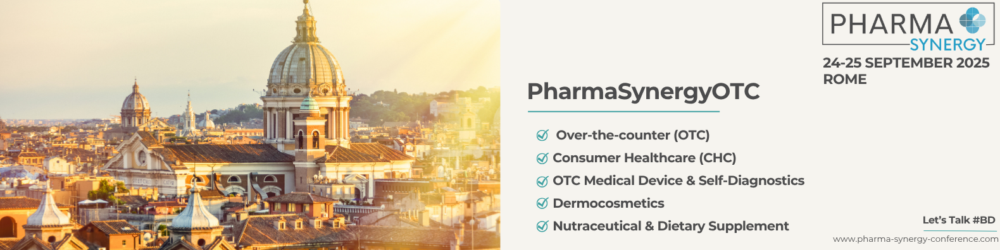 PHARMA
SYNERGY
24-25 SEPTEMBER 2025
ROME
PharmaSynergyOTC
Over-the-counter (OTC)
Consumer Healthcare (CHC)
OTC Medical Device & Self-Diagnostics
Dermocosmetics
Nutraceutical & Dietary Supplement
Let's Talk #BD
www.pharma-synergy-conference.com